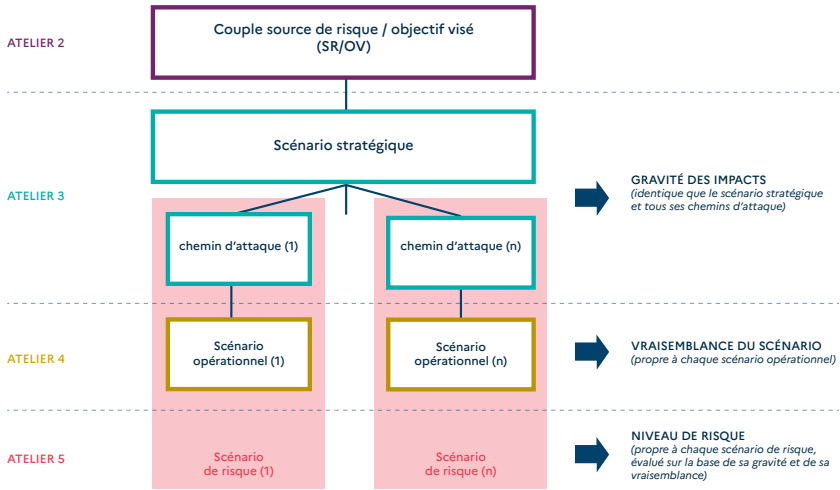 ATELIER 2
Couple source de risque / objectif visé
(SR/OV)
ATELIER 3
Scénario stratégique
GRAVITÉ DES IMPACTS
(identique que le scénario stratégique
et tous ses chemins d'attaque)
chemin d'attaque (1)
chemin d'attaque (n)
ATELIER 4
Scénario
opérationnel (1)
Scénario
opérationnel (n)
VRAISEMBLANCE DU SCÉNARIO
(propre à chaque scénario opérationnel)
ATELIER 5
Scénario
de risque (1)
Scénario
de risque (n)
NIVEAU DE RISQUE
(propre à chaque scénario de risque,
évalué sur la base de sa gravité et de sa
vraisemblance)